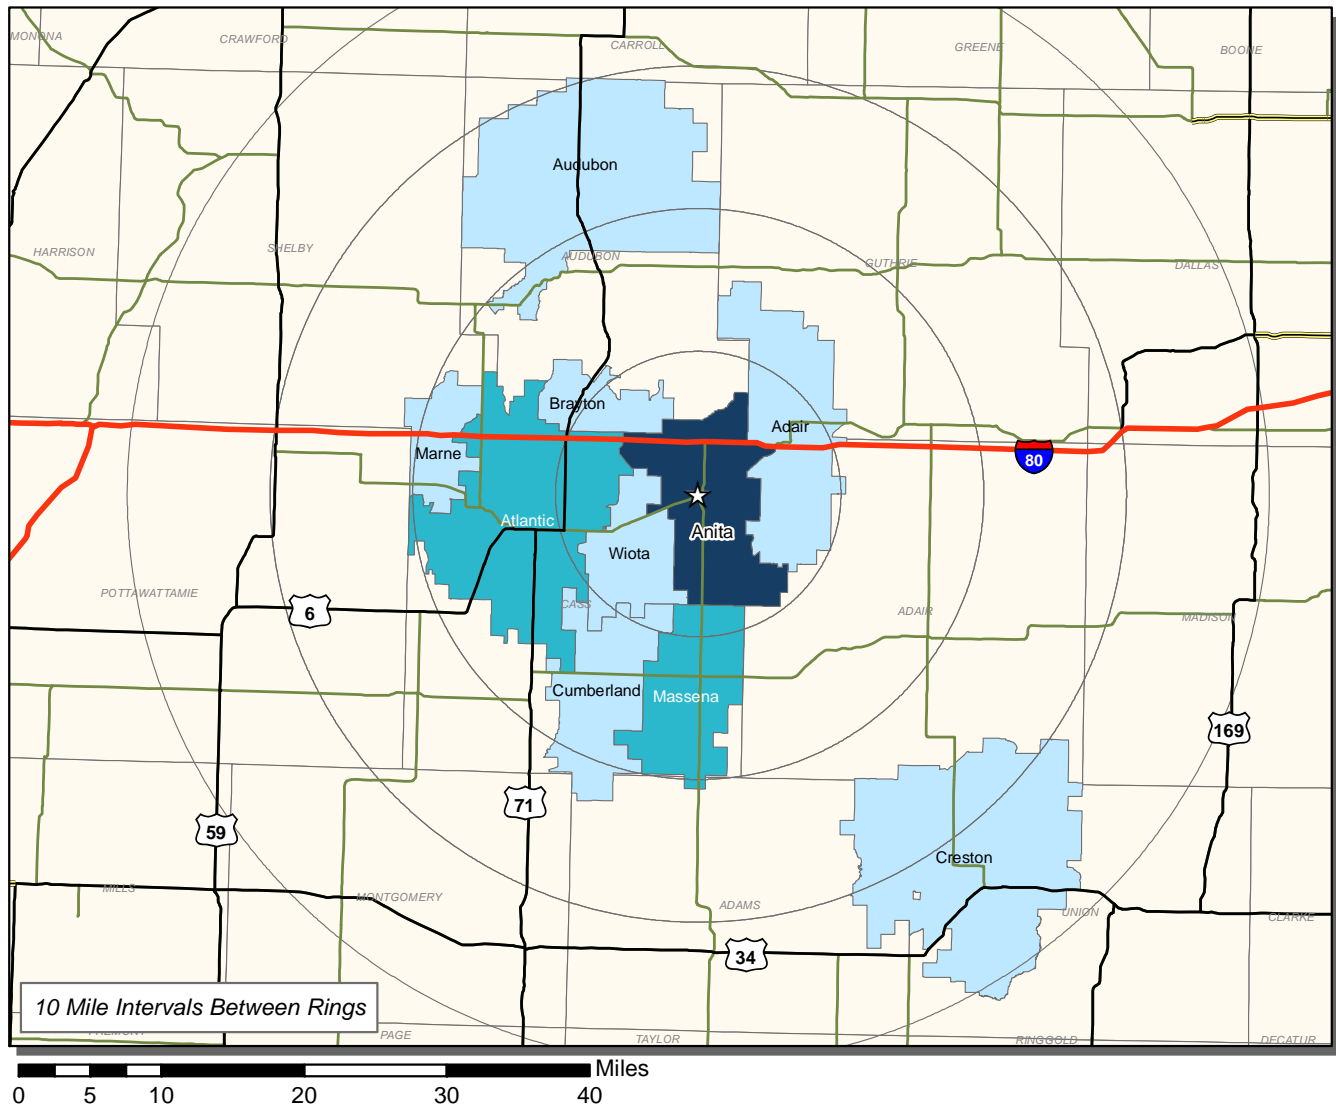 MONONA
CRAWFORD
CARROLL
GREENE
BOONE
Audubon
HARRISON
SHELBY
AUDUBON
GUTHRIE
DALLAS
Brayton
Adair
Marne
80
Atlantic
Anita
Wiota
POTTAWATTAMIE
6
CASS
ADAIR
MADISON
Cumberland
Massena
169
71
59
Creston
MILLS
MONTGOMERY
ADAMS
UNION
CLARKE
34
10 Mile Intervals Between Rings
FREMONT
PAGE
TAYLOR
RINGGOLD
DECATUR
Miles
0 5 10 20 30 40